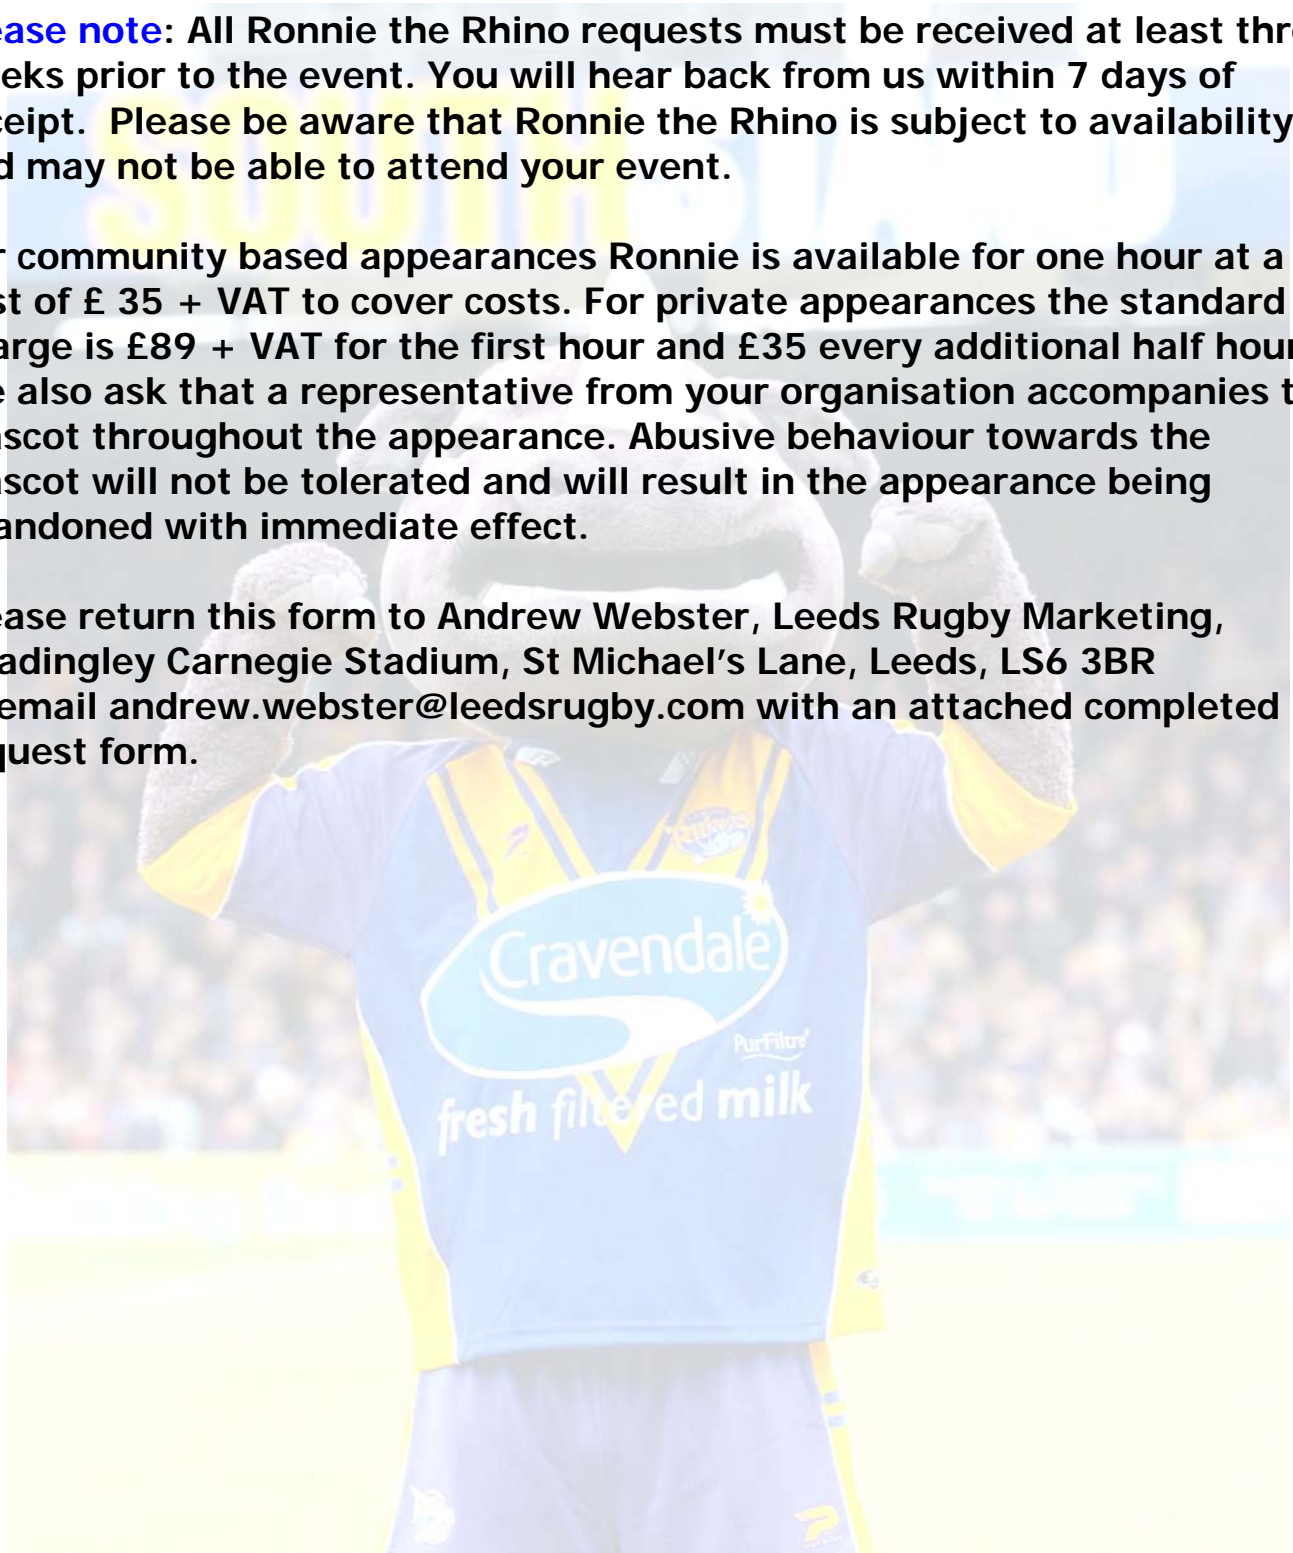 ease note: All Ronnie the Rhino requests must be received at least thr
eks prior to the event. You will hear back from us within 7 days of
ceipt. Please be aware that Ronnie the Rhino is subject to availability
d may not be able to attend your event.
r community based appearances Ronnie is available for one hour at a
st of £ 35 + VAT to cover costs. For private appearances the standard
arge is £89 + VAT for the first hour and £35 every additional half hour
e also ask that a representative from your organisation accompanies t
ascot throughout the appearance. Abusive behaviour towards the
ascot will not be tolerated and will result in the appearance being
andoned with immediate effect.
ease return this form to Andrew Webster, Leeds Rugby Marketing,
adingley Carnegie Stadium, St Michael's Lane, Leeds, LS6 3BR
email andrew.webster@leedsrugby.com with an attached completed
quest form.
SOUTH STAND
Rhinos
Cravendale
PurFiltre
fresh filtered milk